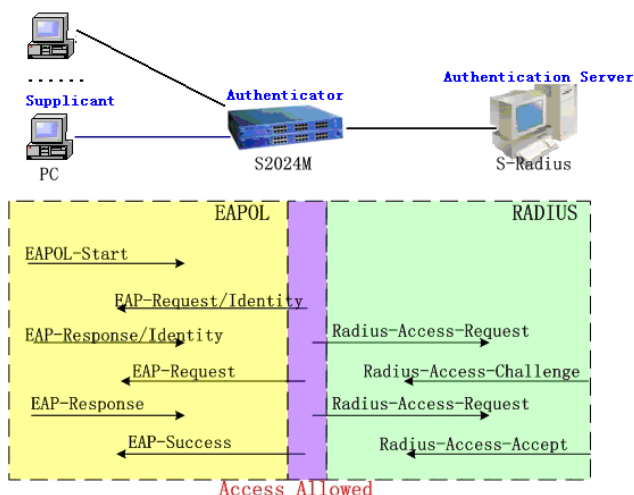 Authentication Server
......
Supplicant
Authenticator
PC
S2024M
S-Radius
EAPOL
RADIUS
EAPOL-Start
EAP-Request/Identity
EAP-Response/Identity
Radius-Access-Request
EAP-Request
Radius-Access-Challenge
EAP-Response
Radius-Access-Request
EAP-Success
Radius-Access-Accept
Access Allowed